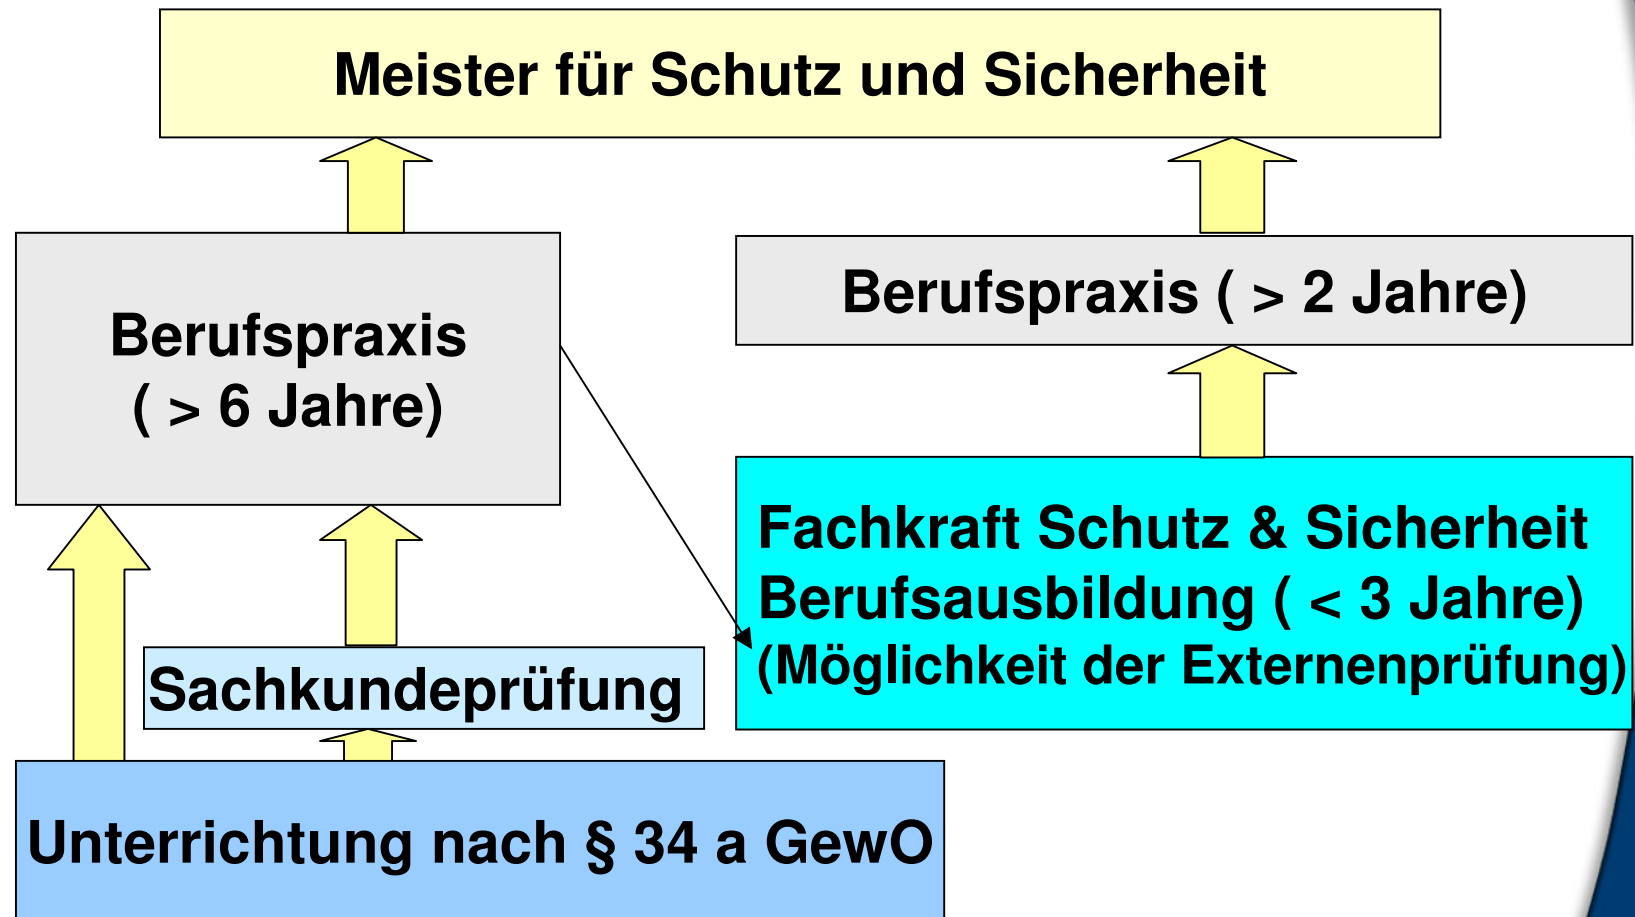 Meister für Schutz und Sicherheit
Berufspraxis
( > 6 Jahre)
Berufspraxis ( > 2 Jahre)
Fachkraft Schutz & Sicherheit
Berufsausbildung ( < 3 Jahre)
(Möglichkeit der Externenprüfung)
Sachkundeprüfung
Unterrichtung nach § 34 a GewO